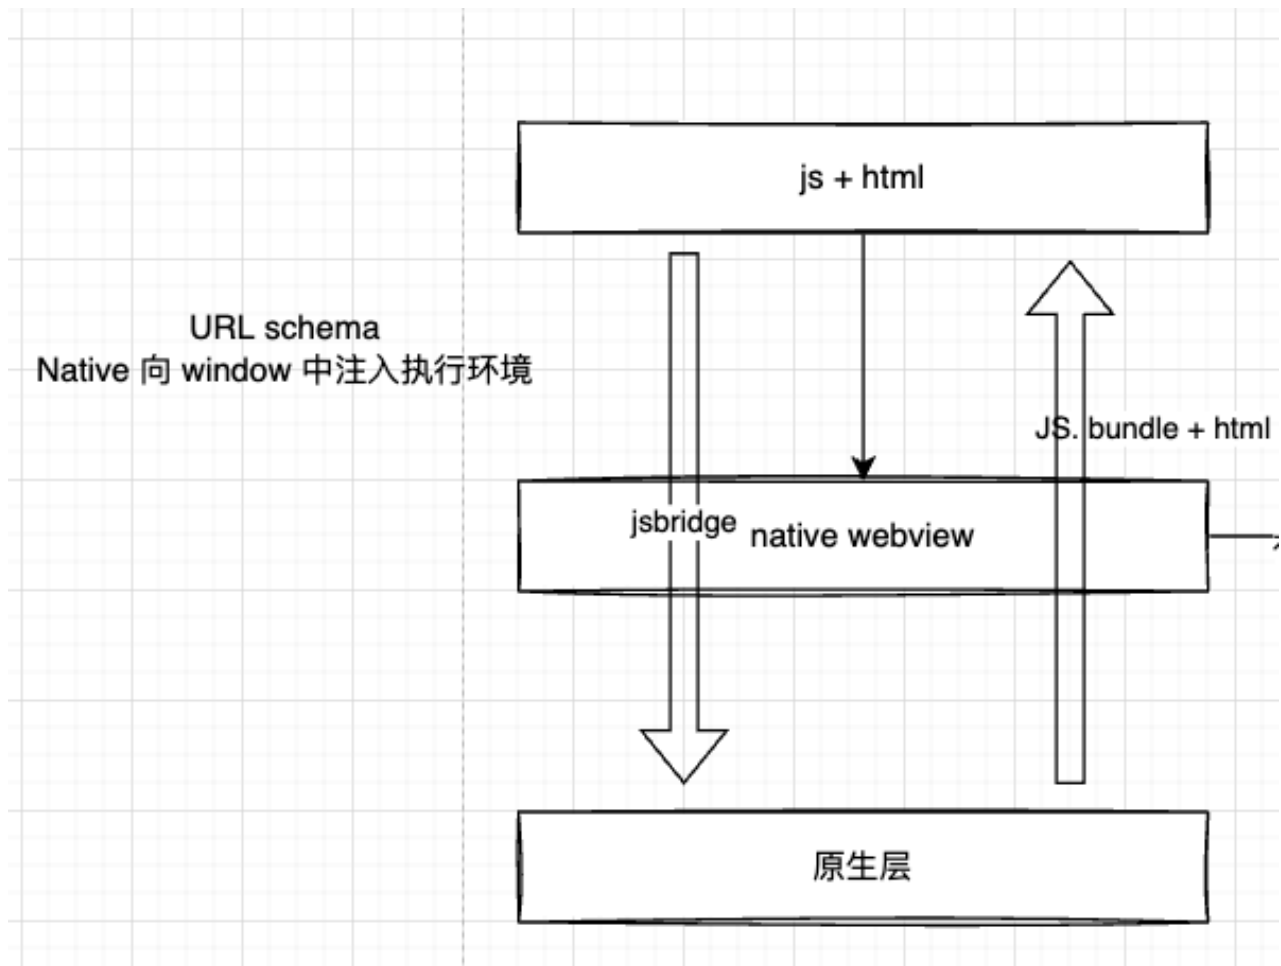 js + html
URL schema
Native 向 window 中注入执行环境
JS. bundle + html
jsbridge
native webview
原生层